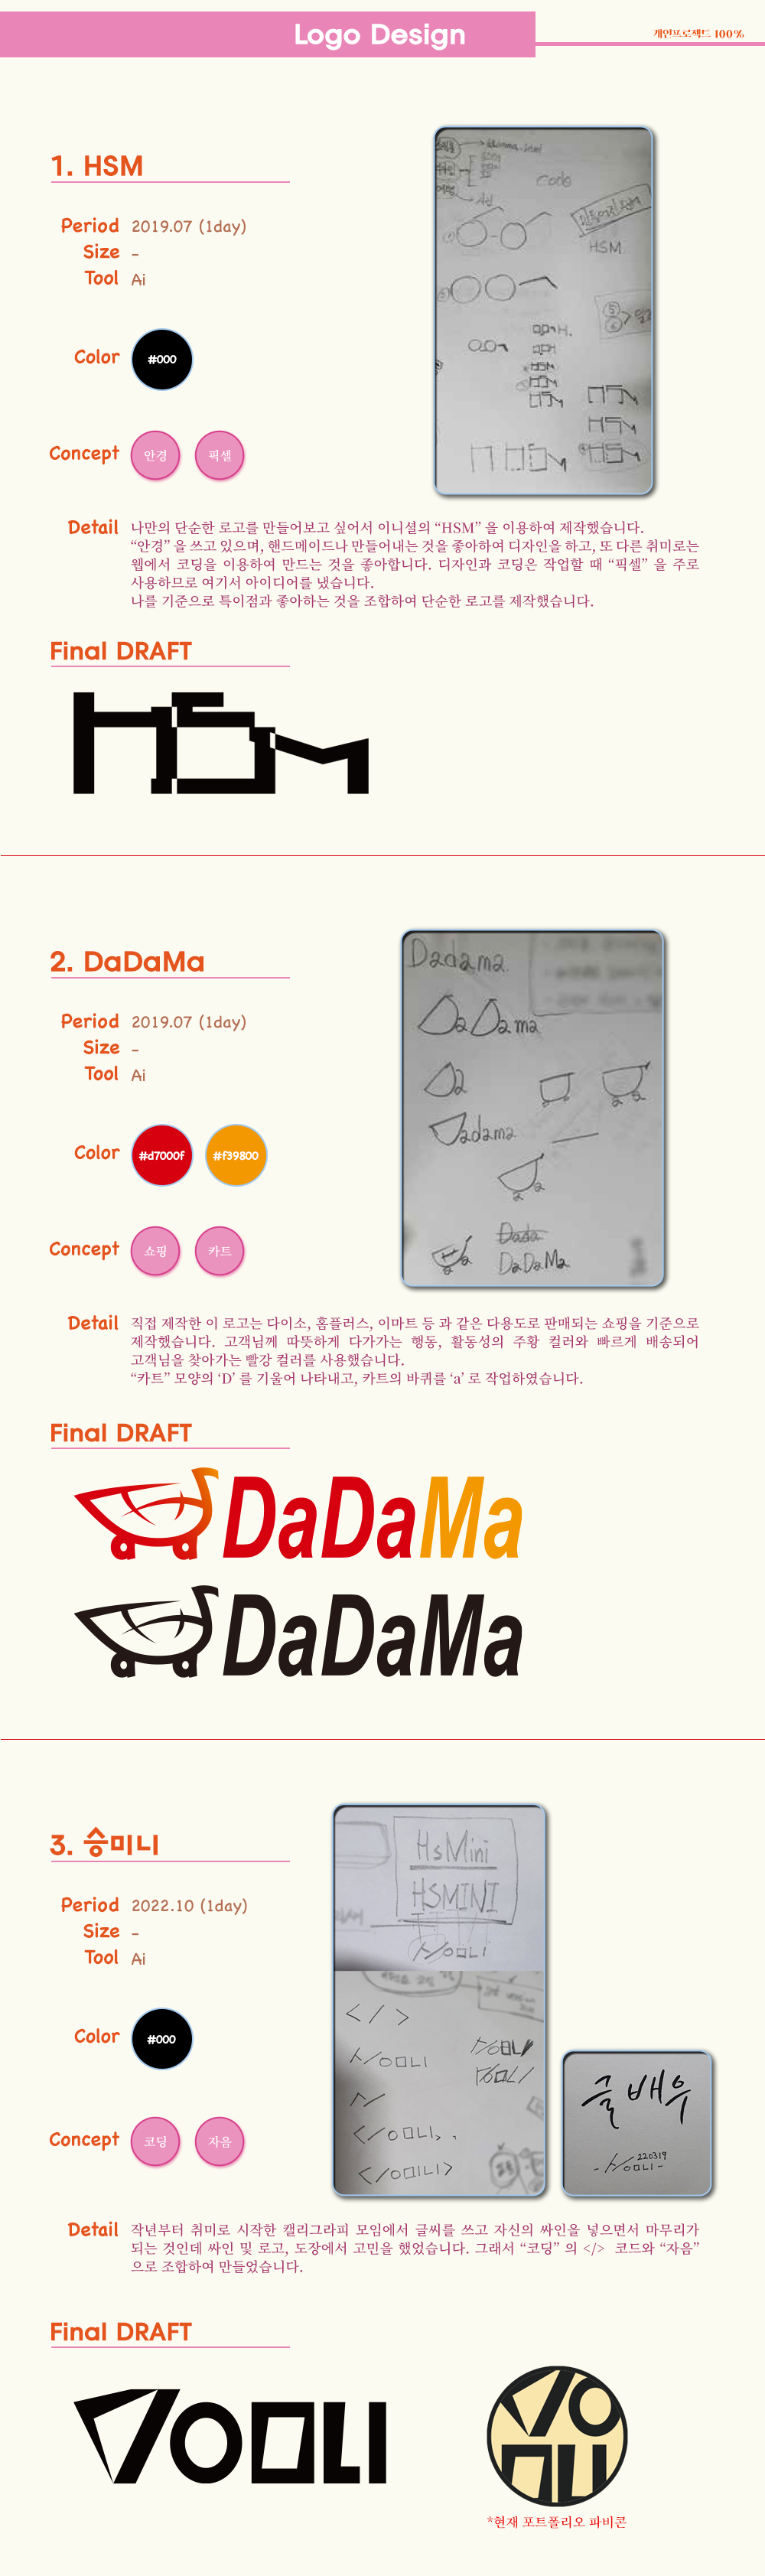 Logo Design
개인프로젝트 100%
1. HSM
Period 2019.07 (1day)
Size -
Tool Ai
Color #000
Concept 안경 픽셀
Code
HSM
Detail 나만의 단순한 로고를 만들어보고 싶어서 이니셜의 “HSM” 을 이용하여 제작했습니다.
“안경” 을 쓰고 있으며, 핸드메이드나 만들어내는 것을 좋아하여 디자인을 하고, 또 다른 취미로는
웹에서 코딩을 이용하여 만드는 것을 좋아합니다. 디자인과 코딩은 작업할 때 “픽셀” 을 주로
사용하므로 여기서 아이디어를 냈습니다.
나를 기준으로 특이점과 좋아하는 것을 조합하여 단순한 로고를 제작했습니다.
Final DRAFT
HSM
2. DaDaMa
Period 2019.07 (1day)
Size -
Tool Ai
Color #d7000f #f39800
Concept 쇼핑 카트
Dadama
DaDama
Da
Dadama
Dada
DaDaMa
Detail 직접 제작한 이 로고는 다이소, 홈플러스, 이마트 등 과 같은 다용도로 판매되는 쇼핑을 기준으로
제작했습니다. 고객님께 따뜻하게 다가가는 행동, 활동성의 주황 컬러와 빠르게 배송되어
고객님을 찾아가는 빨강 컬러를 사용했습니다.
“카트” 모양의 ‘D’ 를 기울어 나타내고, 카트의 바퀴를 ‘a’ 로 작업하였습니다.
Final DRAFT
DaDaMa
DaDaMa
3. 승미니
Period 2022.10 (1day)
Size -
Tool Ai
Color #000
Concept 코딩 자음
HsMini
HSMINI
ㅅ/ㅇㅁㄴㅣ
< / >
ㅅ/ㅇㅁㄴㅣ
글배우
220319
- ㅅ/ㅇㅁㄴㅣ -
Detail 작년부터 취미로 시작한 캘리그라피 모임에서 글씨를 쓰고 자신의 싸인을 넣으면서 마무리가
되는 것인데 싸인 및 로고, 도장에서 고민을 했었습니다. 그래서 “코딩” 의 </> 코드와 “자음”
으로 조합하여 만들었습니다.
Final DRAFT
ㅅ/ㅇㅁㄴㅣ
*현재 포트폴리오 파비콘